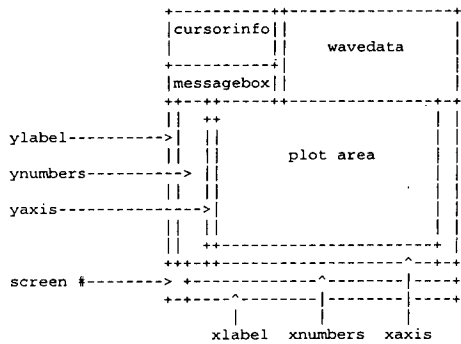 cursorinfo
wavedata
messagebox
ylabel
plot area
ynumbers
yaxis
screen #
xlabel xnumbers xaxis